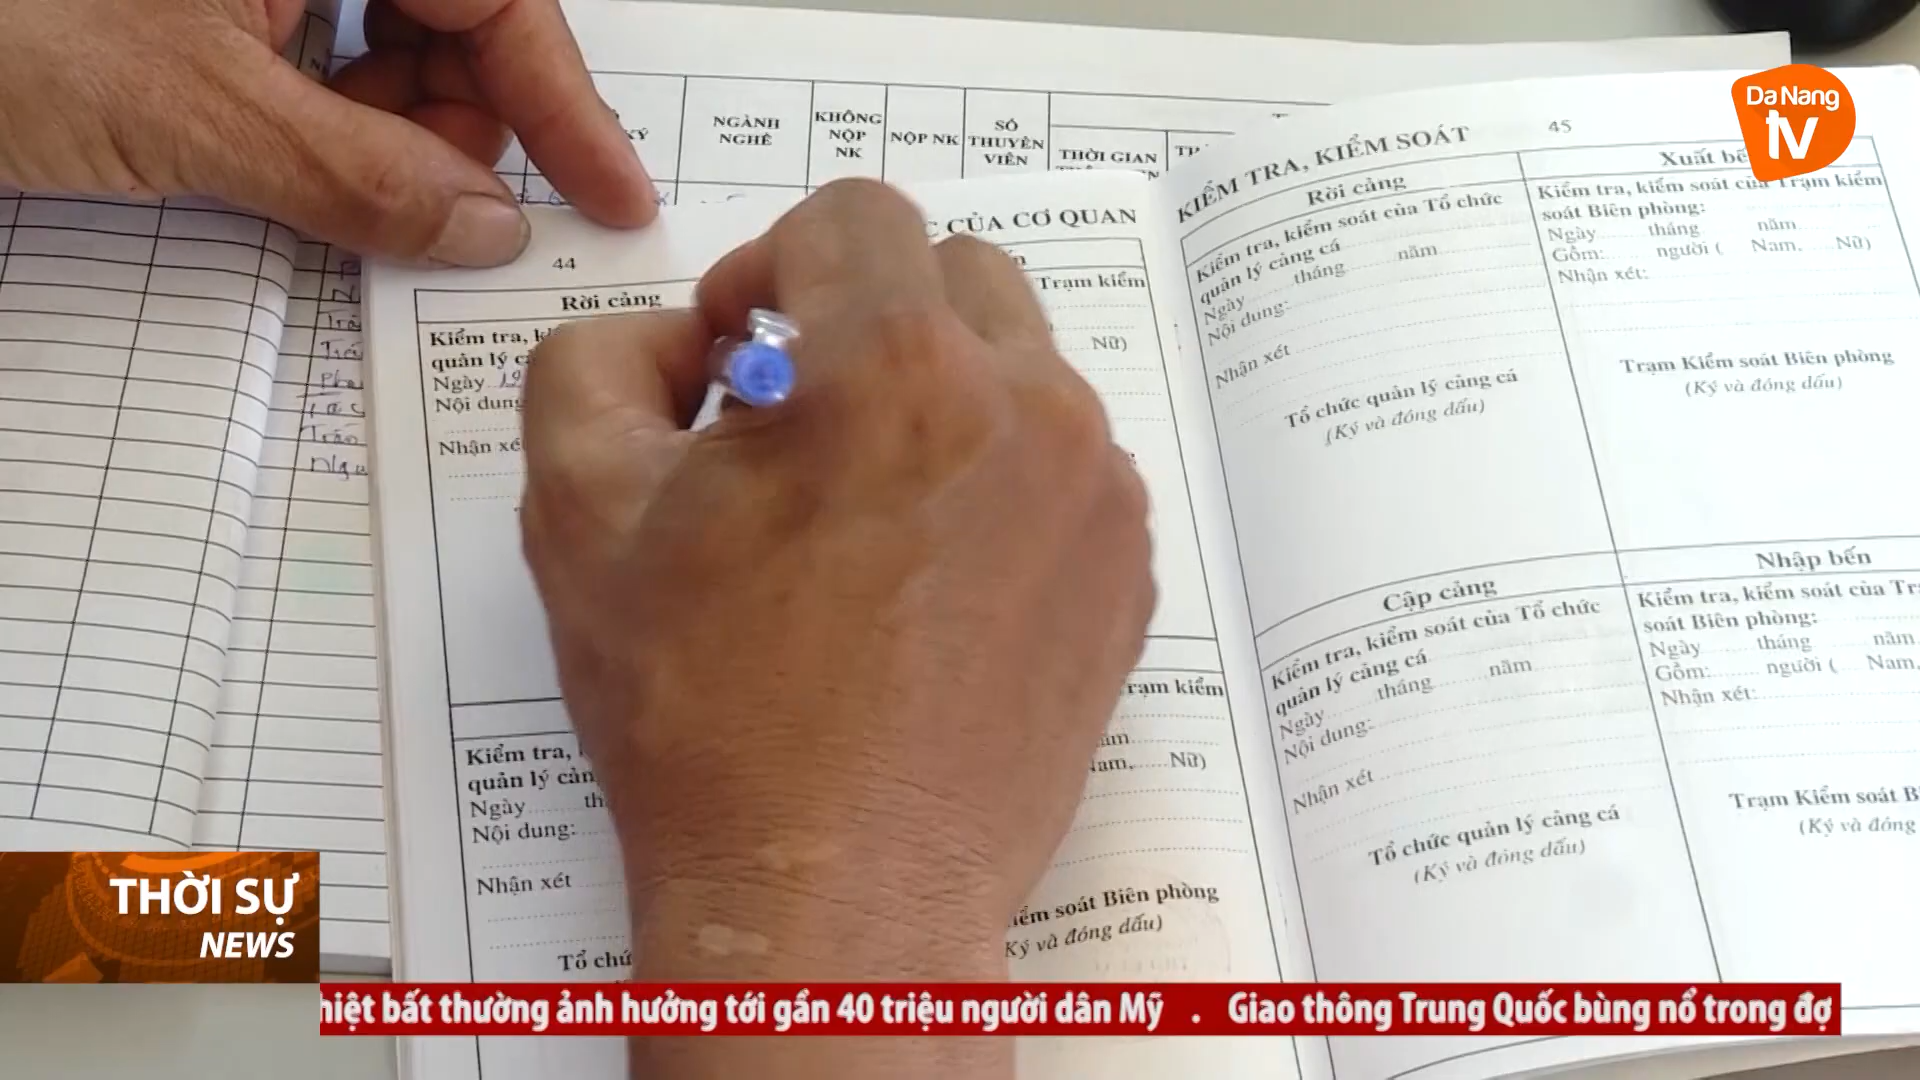 NGÀNH
NGHỀ
KHÔNG
NỘP
NK
NỘP NK
SỐ
THUYỀN
VIÊN
THỜI GIAN
Da Nang
tv
44
CỦA CƠ QUAN
Rời cảng
Kiểm tra,
quản lý
Ngày 19
Nội dung
Nhận xét
Trạm kiểm
Nữ)
Kiểm tra,
quản lý cản
Ngày
Nội dung:
Nhận xét
Tổ chứ
rạm kiểm
Nữ)
iểm soát Biên phòng
Ký và đóng dấu)
KIỂM TRA, KIỂM SOÁT
45
Rời cảng
Kiểm tra, kiểm soát của Tổ chức
quản lý cảng cá
Ngày tháng năm
Nội dung:
Nhận xét
Tổ chức quản lý cảng cá
(Ký và đóng dấu)
Xuất bế
Kiểm tra, kiểm soát của Trạm kiểm
soát Biên phòng:
Ngày tháng năm
Gồm: người ( Nam, Nữ)
Nhận xét:
Trạm Kiểm soát Biên phòng
(Ký và đóng dấu)
Cập cảng
Kiểm tra, kiểm soát của Tổ chức
quản lý cảng cá
Ngày tháng năm
Nội dung:
Nhận xét
Tổ chức quản lý cảng cá
(Ký và đóng dấu)
Nhập bến
Kiểm tra, kiểm soát của Tr
soát Biên phòng:
Ngày tháng năm
Gồm: người ( Nam,
Nhận xét:
Trạm Kiểm soát B
(Ký và đóng
THỜI SỰ
NEWS
hiệt bất thường ảnh hưởng tới gần 40 triệu người dân Mỹ . Giao thông Trung Quốc bùng nổ trong đợ